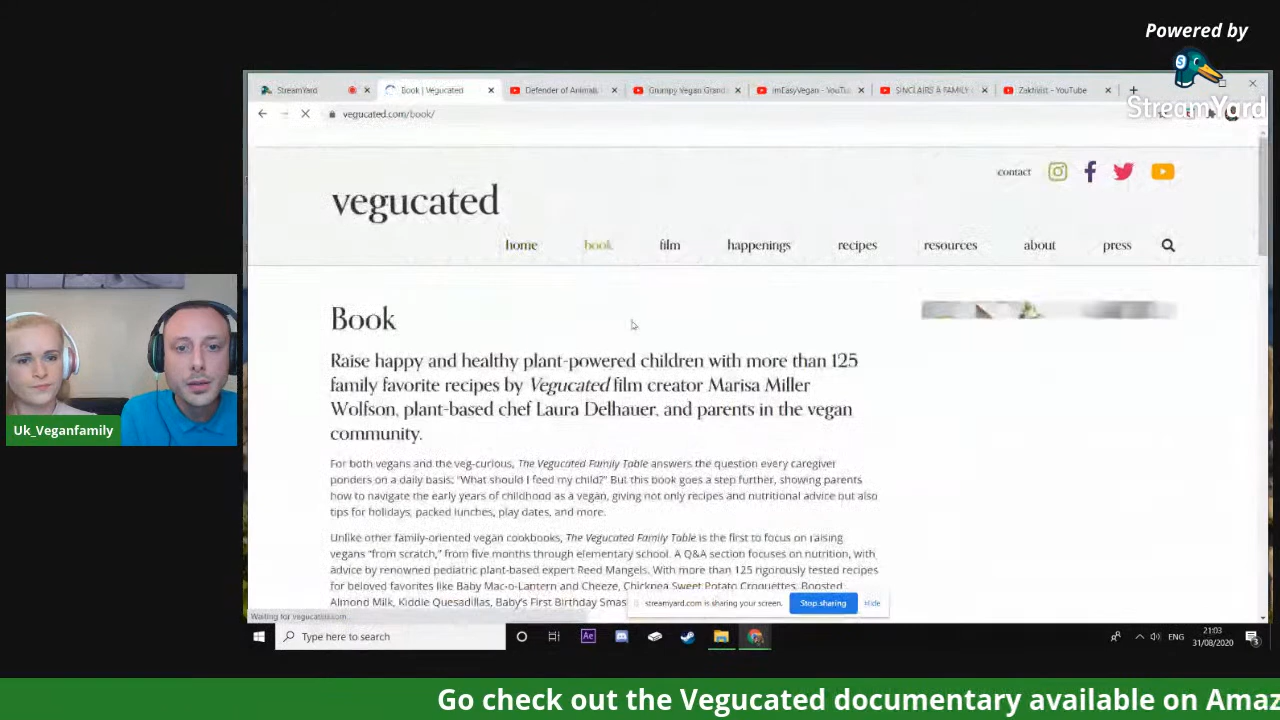 Powered by
StreamYard
StreamYard
Book | Vegucated
Defender of Animals
Grumpy Vegan Grand
imEasyVegan - YouTu
SINCLAIRS A FAMILY
Zakhivist - YouTube
vegucated.com/book/
contact
vegucated
home book film happenings recipes resources about press
Book
Raise happy and healthy plant-powered children with more than 125
family favorite recipes by Vegucated film creator Marisa Miller
Wolfson, plant-based chef Laura Delhauer, and parents in the vegan
community.
For both vegans and the veg-curious, The Vegucated Family Table answers the question every caregiver
ponders on a daily basis: “What should I feed my child?” But this book goes a step further, showing parents
how to navigate the early years of childhood as a vegan, giving not only recipes and nutritional advice but also
tips for holidays, packed lunches, play dates, and more.
Unlike other family-oriented vegan cookbooks, The Vegucated Family Table is the first to focus on raising
vegans “from scratch,” from five months through elementary school. A Q&A section focuses on nutrition, with
advice by renowned pediatric plant-based expert Reed Mangels. With more than 125 rigorously tested recipes
for beloved favorites like Baby Mac-o-Lantern and Cheeze, Chickpea Sweet Potato Croquettes, Boosted
Almond Milk, Kiddie Quesadillas, Baby's First Birthday Smas
streamyard.com is sharing your screen.
Stop sharing
Hide
Waiting for vegucated.com
Type here to search
Ae
ENG
21:03
31/08/2020
3
Uk_Veganfamily
Go check out the Vegucated documentary available on Amaz